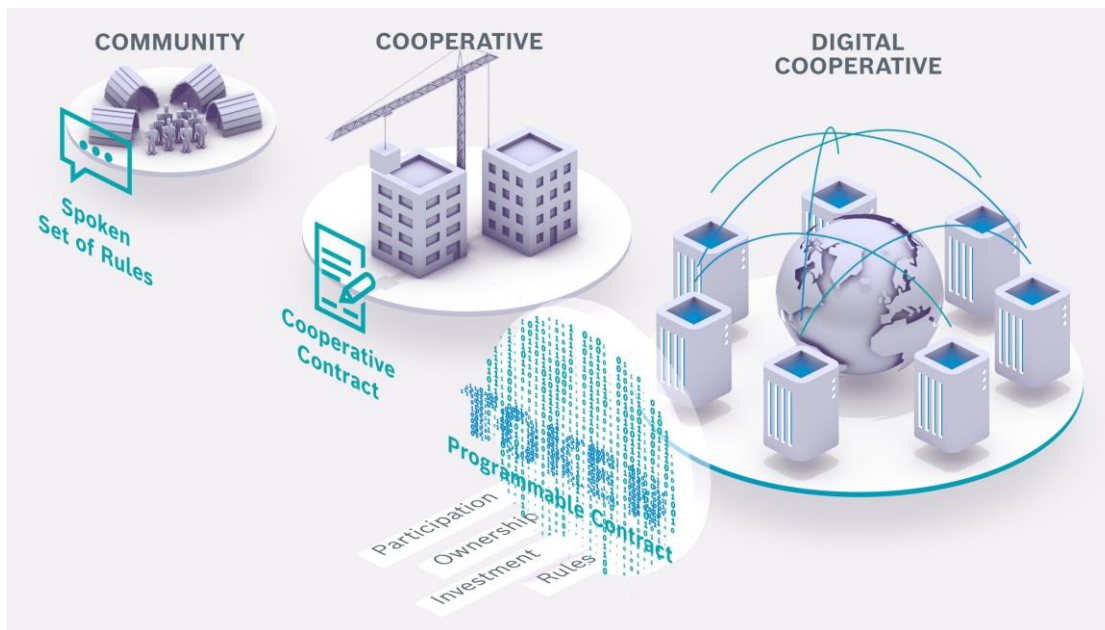 COMMUNITY
Spoken
Set of Rules
COOPERATIVE
Cooperative
Contract
DIGITAL
COOPERATIVE
TOKEN
Programmable Contract
Participation
Ownership
Investment
Rules